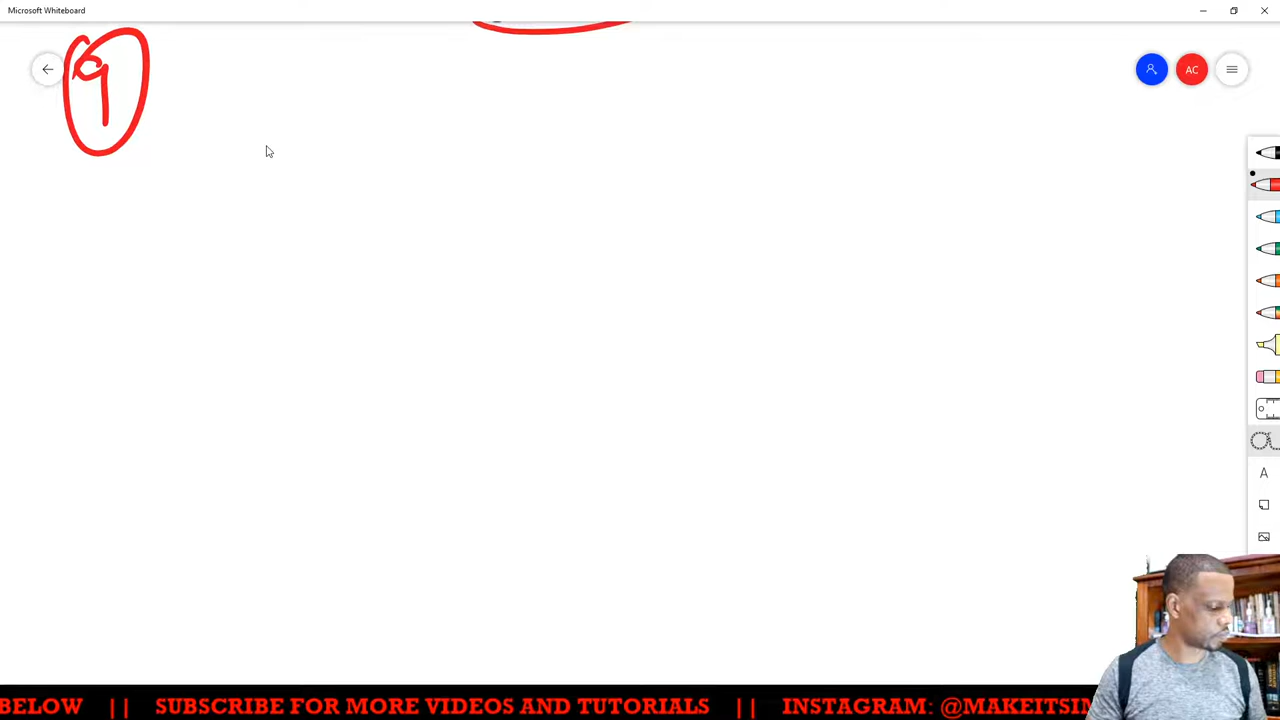 Microsoft Whiteboard
9
AC
A
BELOW || SUBSCRIBE FOR MORE VIDEOS AND TUTORIALS || INSTAGRAM: @MAKEITSIM